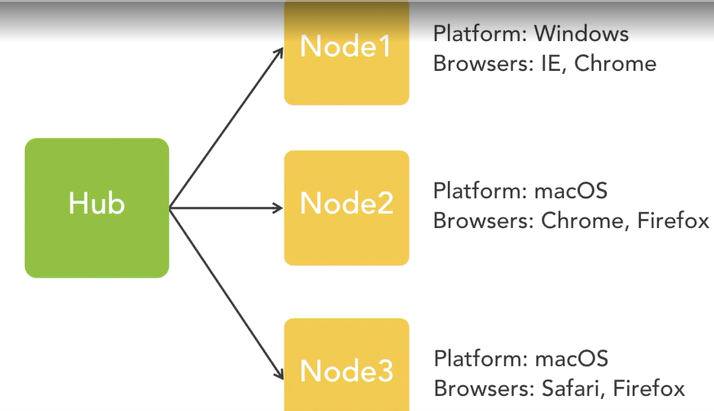 Node1
Platform: Windows
Browsers: IE, Chrome
Hub
Node2
Platform: macOS
Browsers: Chrome, Firefox
Node3
Platform: macOS
Browsers: Safari, Firefox